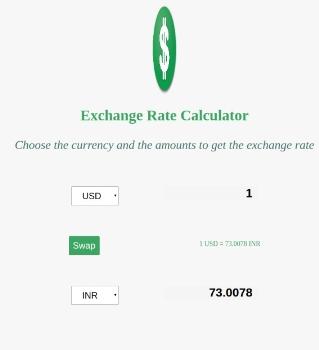 $
Exchange Rate Calculator
Choose the currency and the amounts to get the exchange rate
USD 1
Swap 1 USD = 73.0078 INR
INR 73.0078